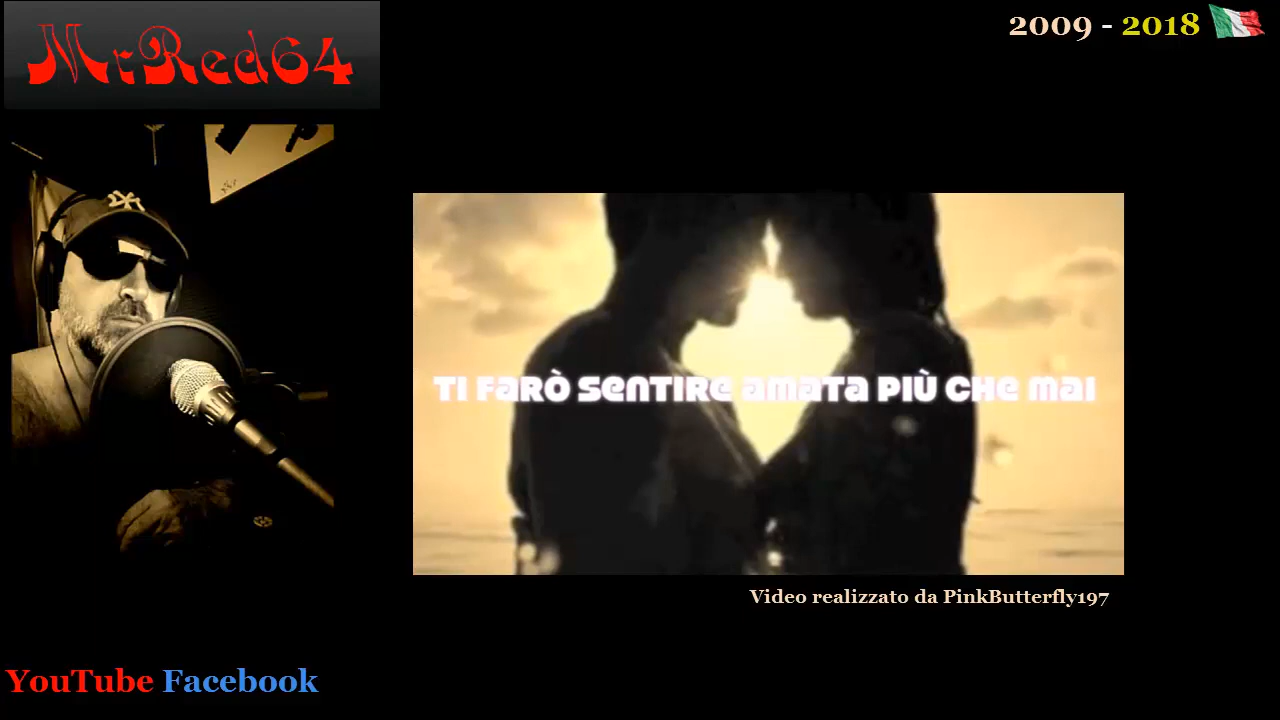 MrRed64
2009 - 2018
TI FARÒ SENTIRE AMATA PIÙ CHE MAI
Video realizzato da PinkButterfly197
YouTube Facebook